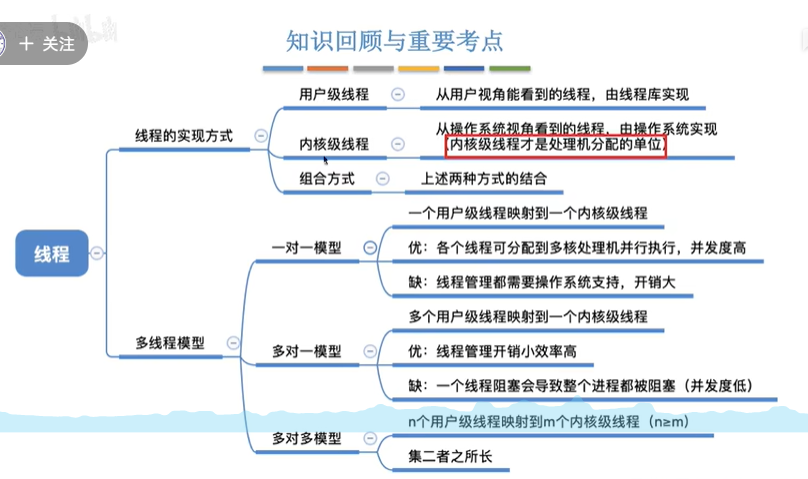 + 关注
知识回顾与重要考点
用户级线程
从用户视角能看到的线程，由线程库实现
线程的实现方式
内核级线程
从操作系统视角看到的线程，由操作系统实现
(内核级线程才是处理机分配的单位)
组合方式
上述两种方式的结合
线程
一对一模型
一个用户级线程映射到一个内核级线程
优：各个线程可分配到多核处理机并行执行，并发度高
缺：线程管理都需要操作系统支持，开销大
多线程模型
多对一模型
多个用户级线程映射到一个内核级线程
优：线程管理开销小效率高
缺：一个线程阻塞会导致整个进程都被阻塞（并发度低）
多对多模型
n个用户级线程映射到m个内核级线程（n≥m）
集二者之所长